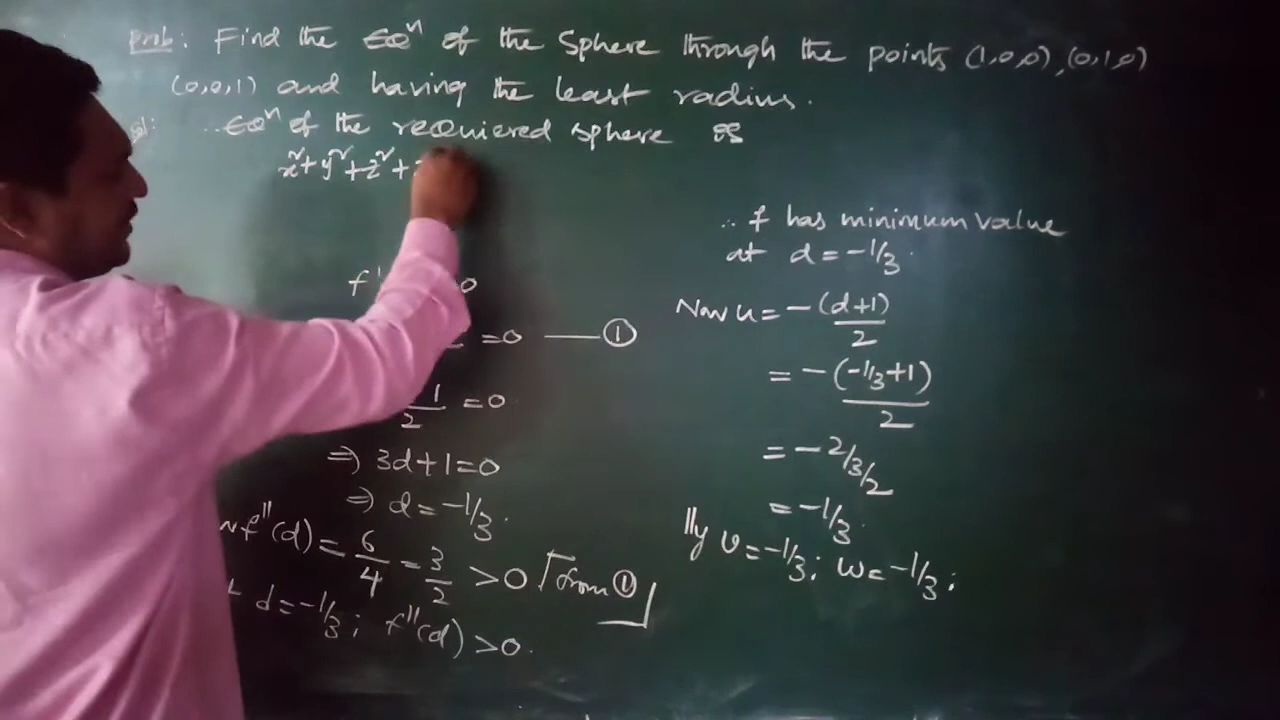 Prob: Find the Eqⁿ of the Sphere through the points (1,0,0), (0,1,0)
(0,0,1) and having the least radius.
Sol: Eqⁿ of the requiered sphere is
x²+y²+z²+
= 0
= 0 —— ①
1/2 = 0
⇒ 3d+1=0
⇒ d = -1/3.
f''(d) = 6/4 = 3/2 > 0 [from ①]
d = -1/3; f''(d) > 0.
∴ f has minimum value
at d = -1/3.
Now u = -(d+1)/2
= -(-1/3+1)/2
= -2/3/2
= -1/3.
||ly v = -1/3; w = -1/3;